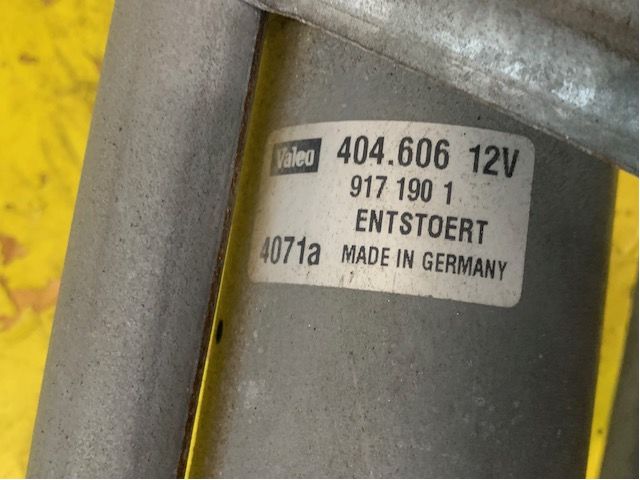 Valeo 404.606 12V
917 190 1
ENTSTOERT
4071a MADE IN GERMANY